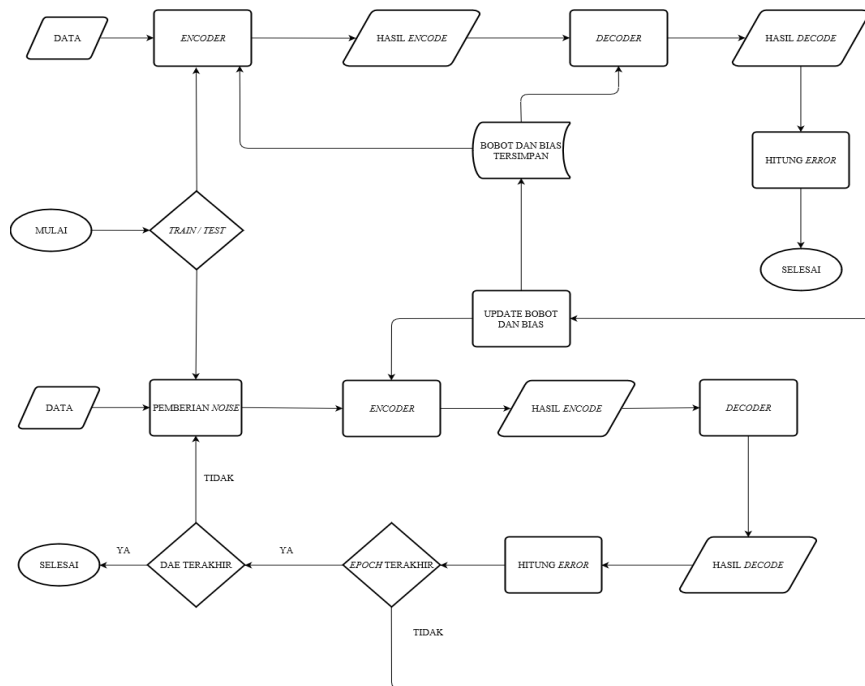 DATA
ENCODER
HASIL ENCODE
DECODER
HASIL DECODE
BOBOT DAN BIAS
TERSIMPAN
HITUNG ERROR
MULAI
TRAIN / TEST
SELESAI
UPDATE BOBOT
DAN BIAS
DATA
PEMBERIAN NOISE
ENCODER
HASIL ENCODE
DECODER
TIDAK
SELESAI
YA
DAE TERAKHIR
YA
EPOCH TERAKHIR
HITUNG ERROR
HASIL DECODE
TIDAK